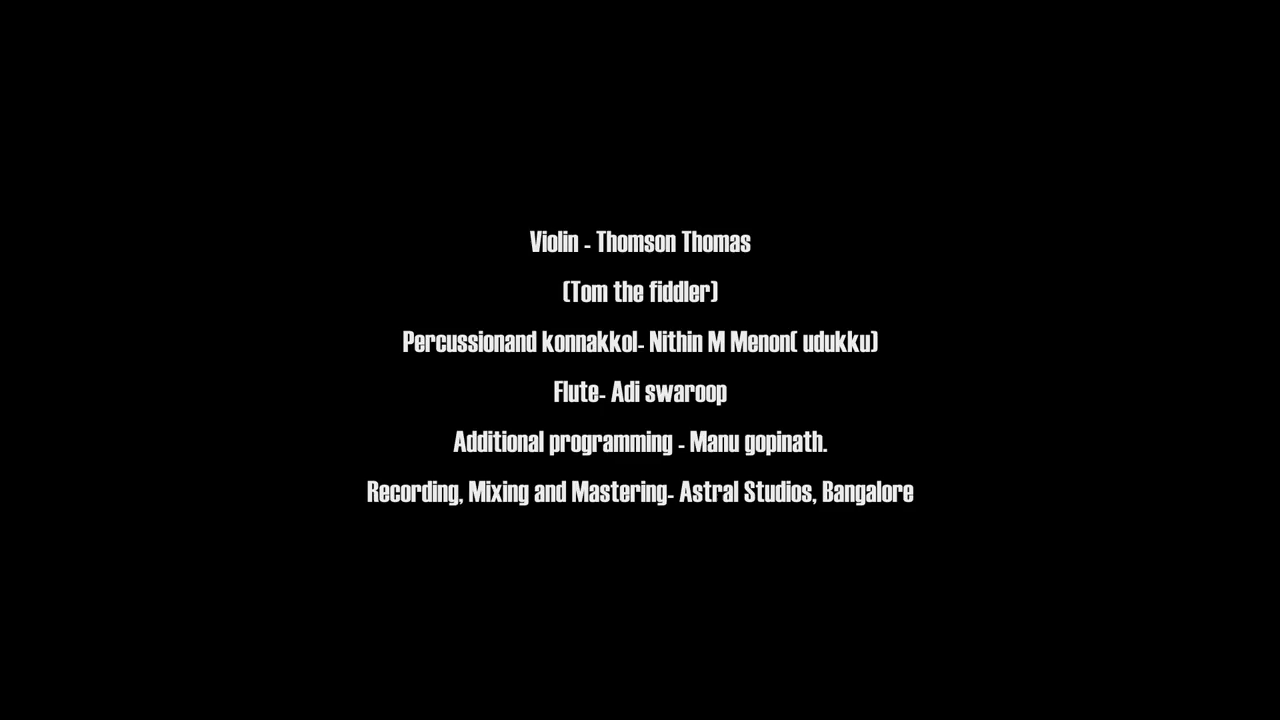 Violin - Thomson Thomas
(Tom the fiddler)
Percussionand konnakkol- Nithin M Menon( udukku)
Flute- Adi swaroop
Additional programming - Manu gopinath.
Recording, Mixing and Mastering- Astral Studios, Bangalore